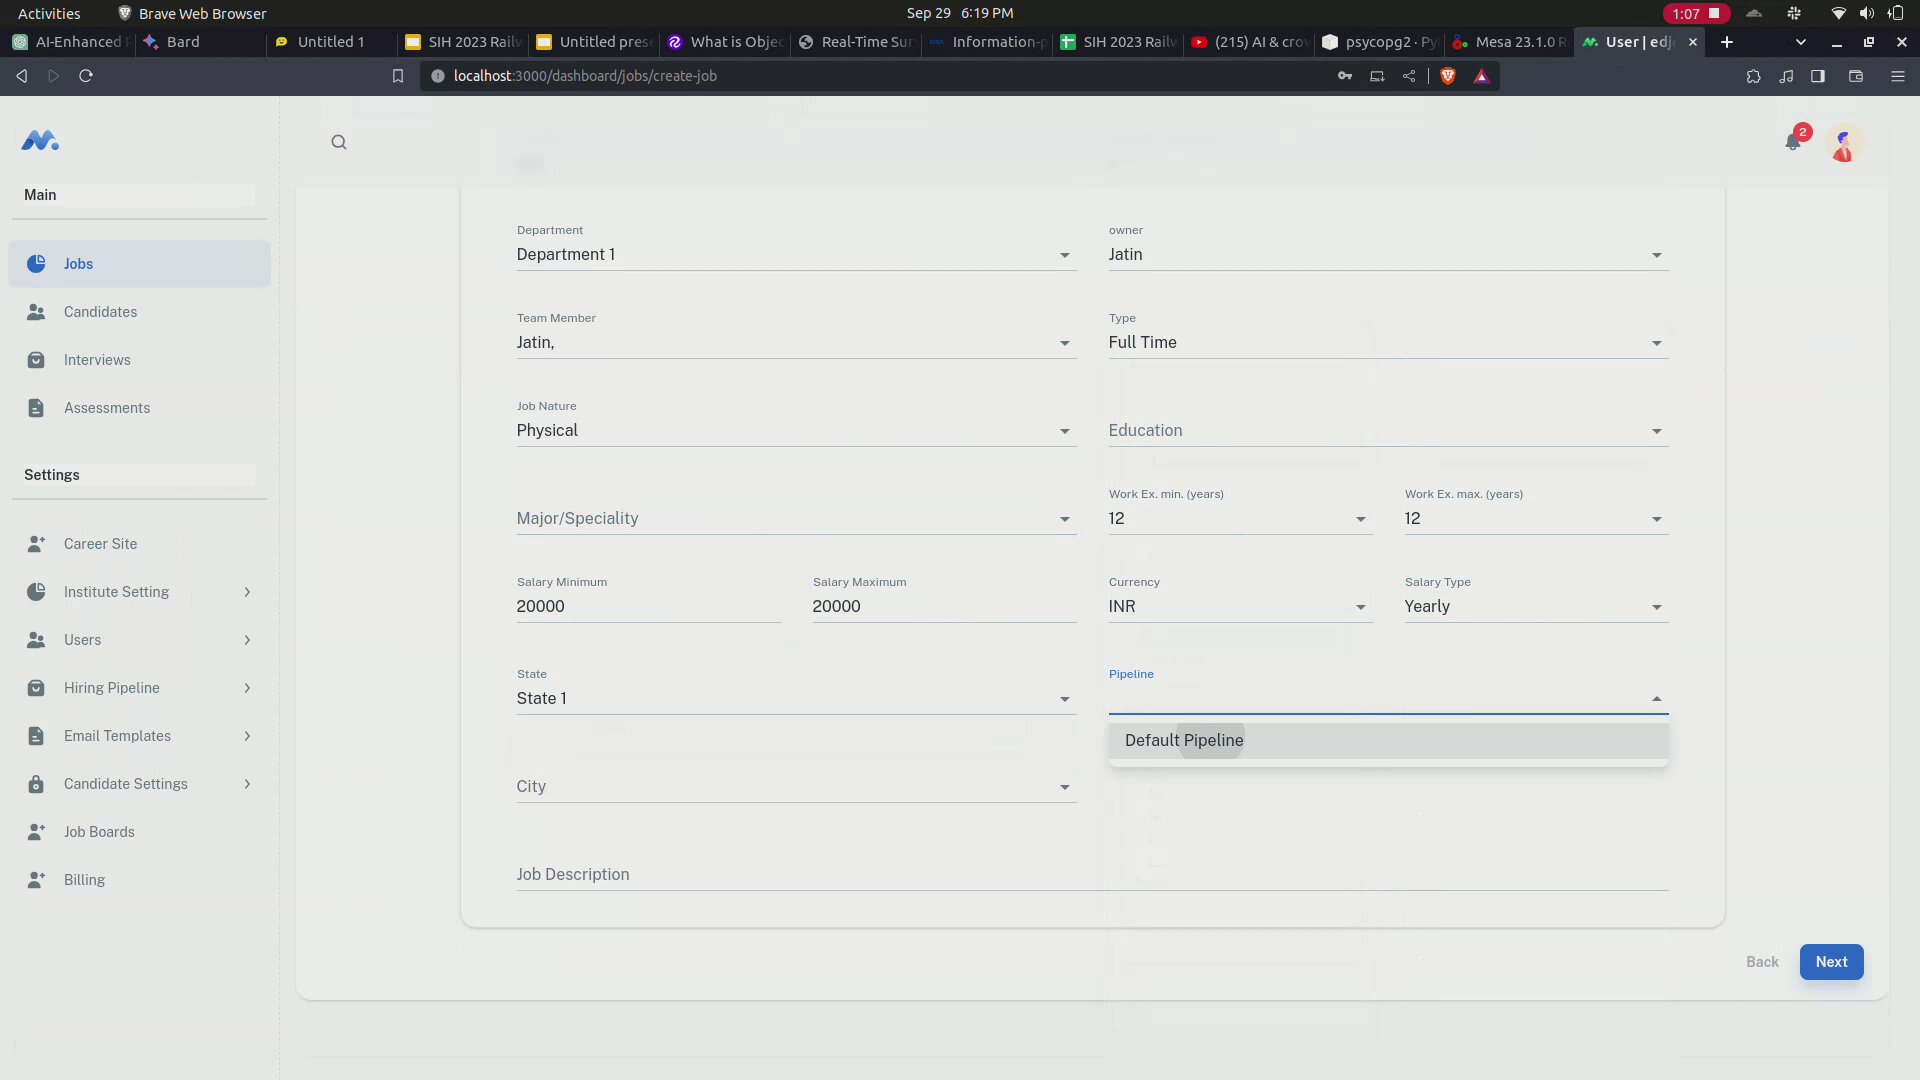 Activities
Brave Web Browser
Sep 29 6:19 PM
1:07
AI-Enhanced
Bard
Untitled 1
SIH 2023 Railw
Untitled prese
What is Objec
Real-Time Sur
Information-p
SIH 2023 Railw
(215) AI & cro
psycopg2 · Py
Mesa 23.1.0 R
User | edj
localhost:3000/dashboard/jobs/create-job
2
Main
Jobs
Candidates
Interviews
Assessments
Settings
Career Site
Institute Setting
Users
Hiring Pipeline
Email Templates
Candidate Settings
Job Boards
Billing
Department
Department 1
owner
Jatin
Team Member
Jatin,
Type
Full Time
Job Nature
Physical
Education
Major/Speciality
Work Ex. min. (years)
12
Work Ex. max. (years)
12
Salary Minimum
20000
Salary Maximum
20000
Currency
INR
Salary Type
Yearly
State
State 1
Pipeline
Default Pipeline
City
Job Description
Back
Next